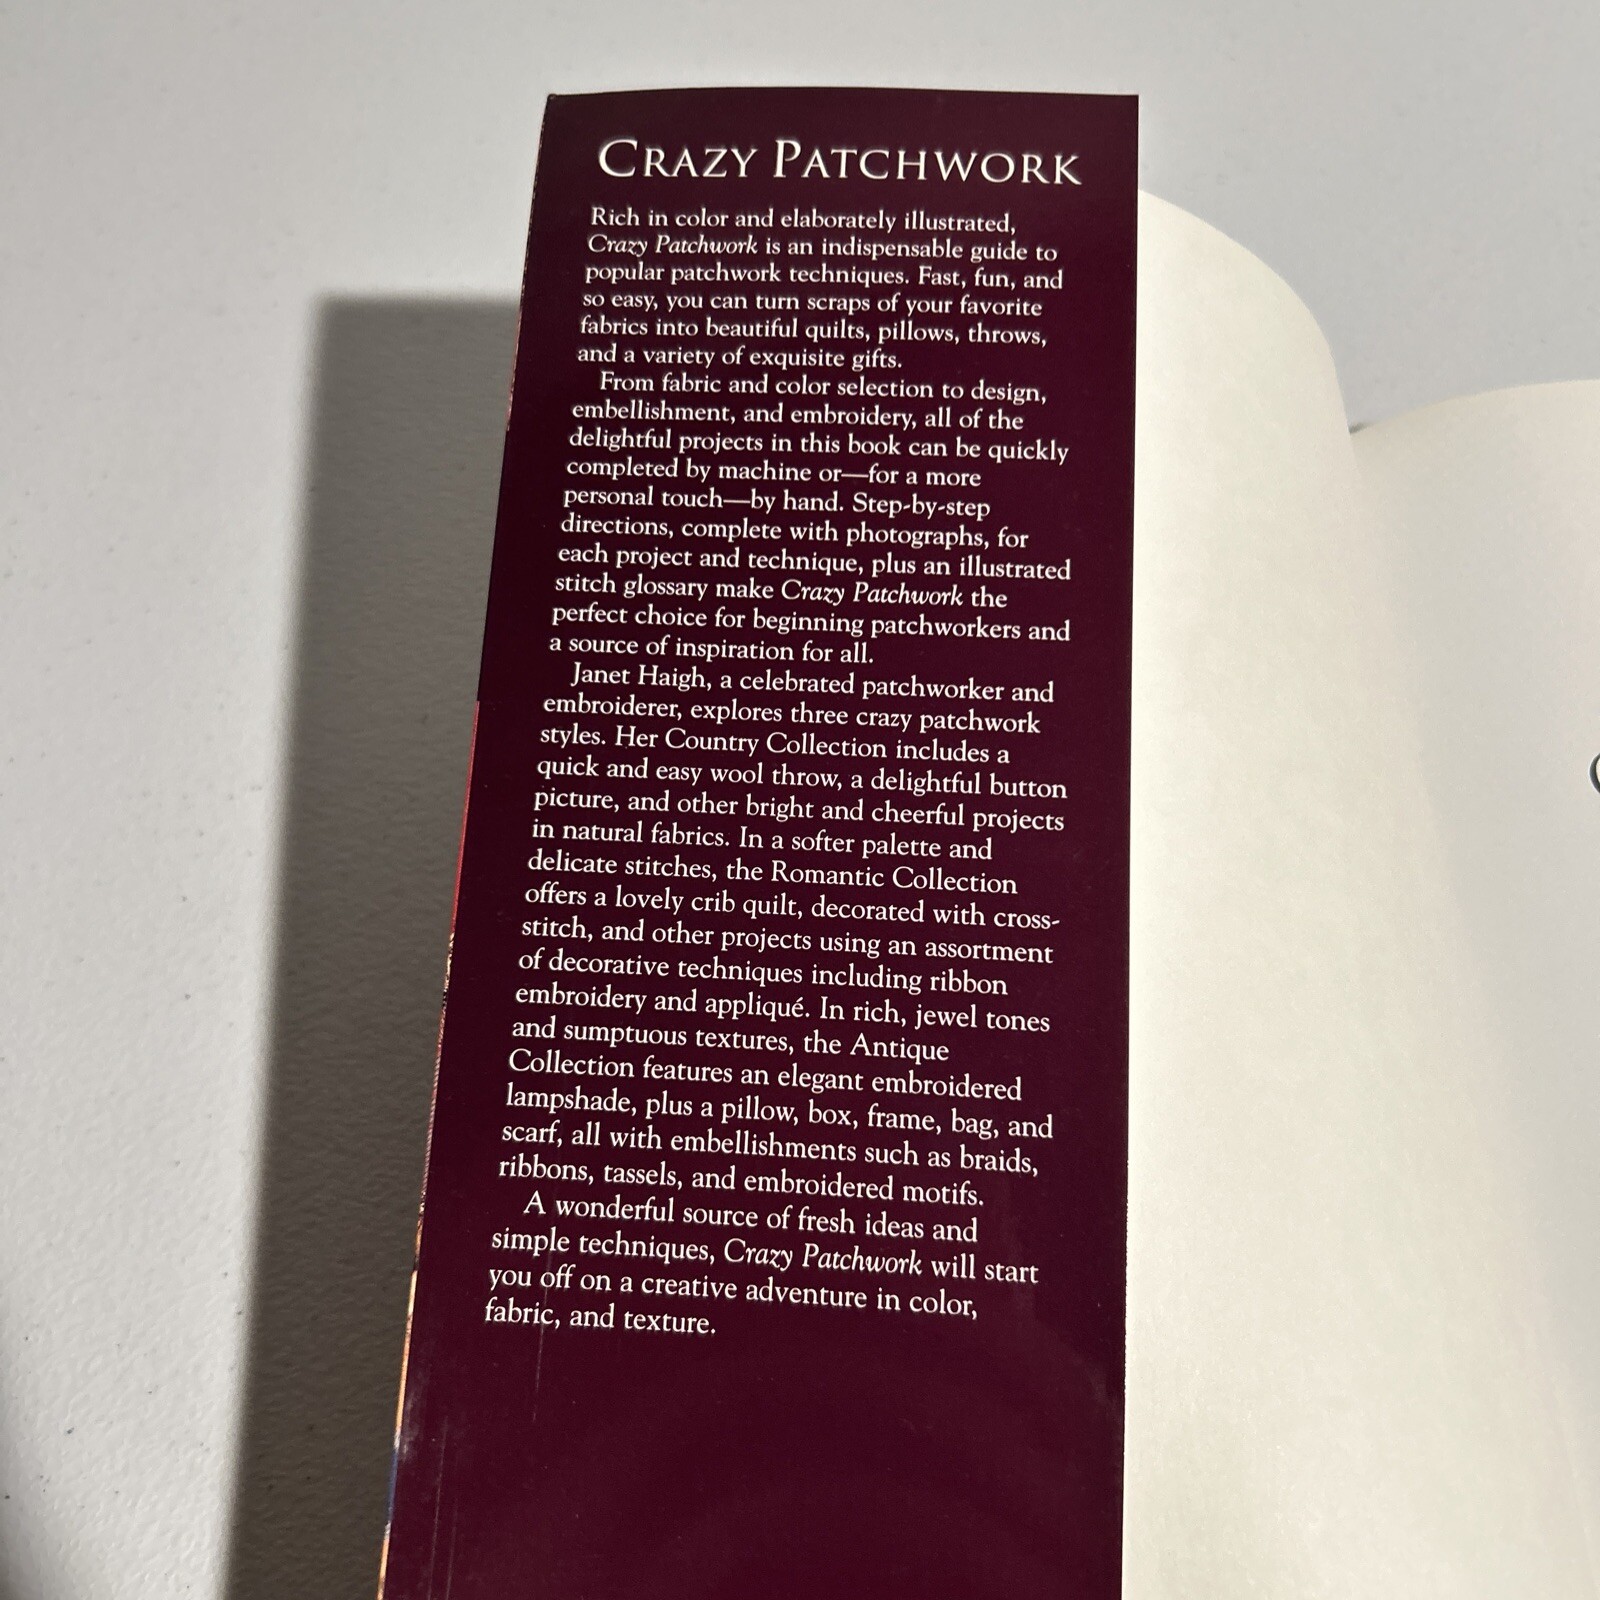 CRAZY PATCHWORK
Rich in color and elaborately illustrated,
Crazy Patchwork is an indispensable guide to
popular patchwork techniques. Fast, fun, and
so easy, you can turn scraps of your favorite
fabrics into beautiful quilts, pillows, throws,
and a variety of exquisite gifts.
From fabric and color selection to design,
embellishment, and embroidery, all of the
delightful projects in this book can be quickly
completed by machine or—for a more
personal touch—by hand. Step-by-step
directions, complete with photographs, for
each project and technique, plus an illustrated
stitch glossary make Crazy Patchwork the
perfect choice for beginning patchworkers and
a source of inspiration for all.
Janet Haigh, a celebrated patchworker and
embroiderer, explores three crazy patchwork
styles. Her Country Collection includes a
quick and easy wool throw, a delightful button
picture, and other bright and cheerful projects
in natural fabrics. In a softer palette and
delicate stitches, the Romantic Collection
offers a lovely crib quilt, decorated with cross-
stitch, and other projects using an assortment
of decorative techniques including ribbon
embroidery and appliqué. In rich, jewel tones
and sumptuous textures, the Antique
Collection features an elegant embroidered
lampshade, plus a pillow, box, frame, bag, and
scarf, all with embellishments such as braids,
ribbons, tassels, and embroidered motifs.
A wonderful source of fresh ideas and
simple techniques, Crazy Patchwork will start
you off on a creative adventure in color,
fabric, and texture.